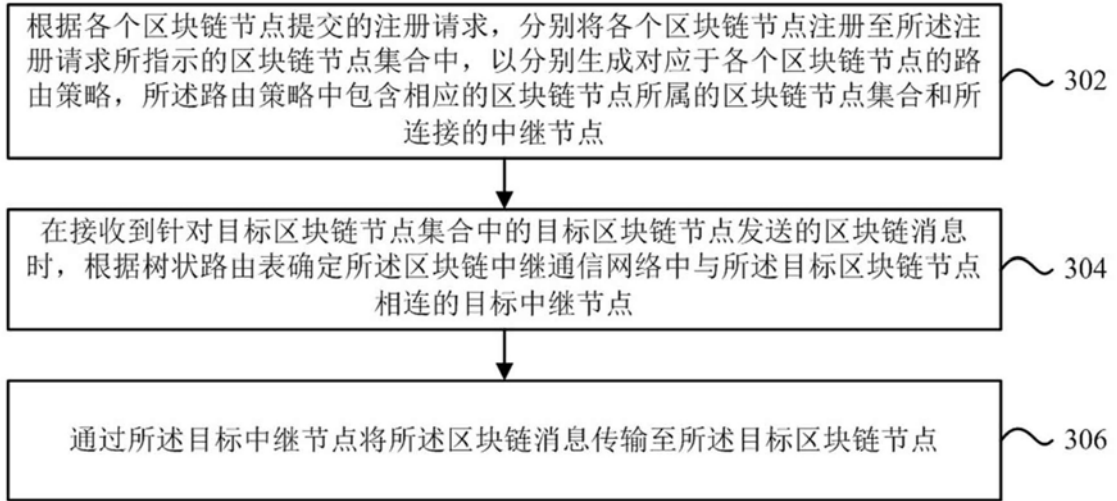 根据各个区块链节点提交的注册请求，分别将各个区块链节点注册至所述注
册请求所指示的区块链节点集合中，以分别生成对应于各个区块链节点的路
由策略，所述路由策略中包含相应的区块链节点所属的区块链节点集合和所
连接的中继节点
302
在接收到针对目标区块链节点集合中的目标区块链节点发送的区块链消息
时，根据树状路由表确定所述区块链中继通信网络中与所述目标区块链节点
相连的目标中继节点
304
通过所述目标中继节点将所述区块链消息传输至所述目标区块链节点
306